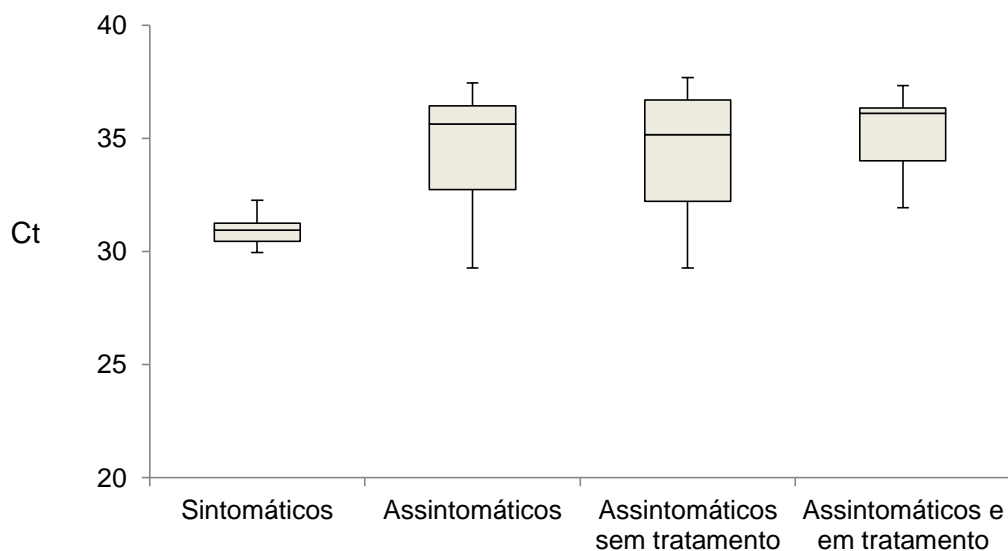 40
35
Ct
30
25
20
Sintomáticos
Assintomáticos
Assintomáticos
sem tratamento
Assintomáticos e
em tratamento